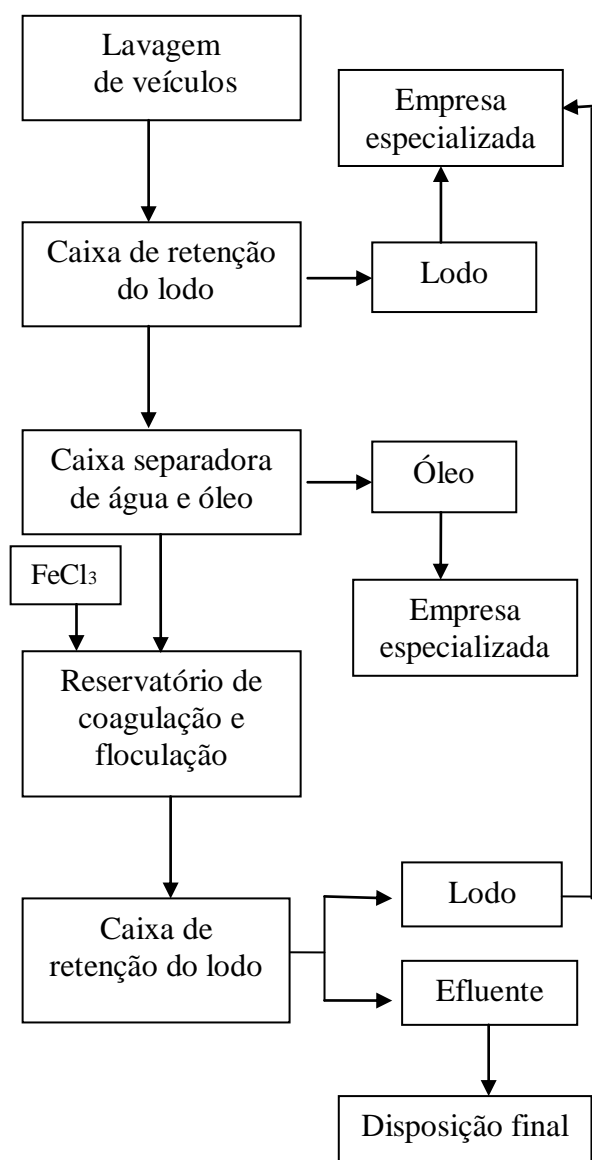 Lavagem
de veículos
Empresa
especializada
Caixa de retenção
do lodo
Lodo
Caixa separadora
de água e óleo
Óleo
FeCl₃
Empresa
especializada
Reservatório de
coagulação e
floculação
Caixa de
retenção do lodo
Lodo
Efluente
Disposição final